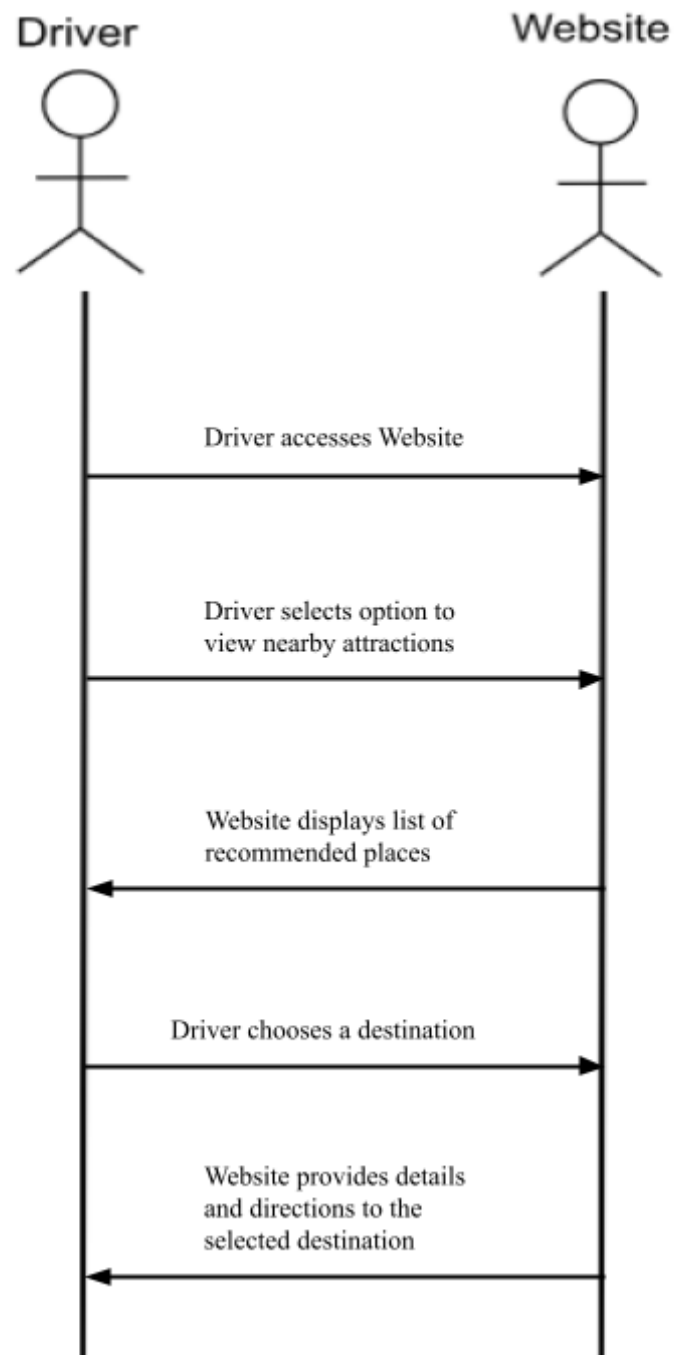 Driver
Website
Driver accesses Website
Driver selects option to
view nearby attractions
Website displays list of
recommended places
Driver chooses a destination
Website provides details
and directions to the
selected destination